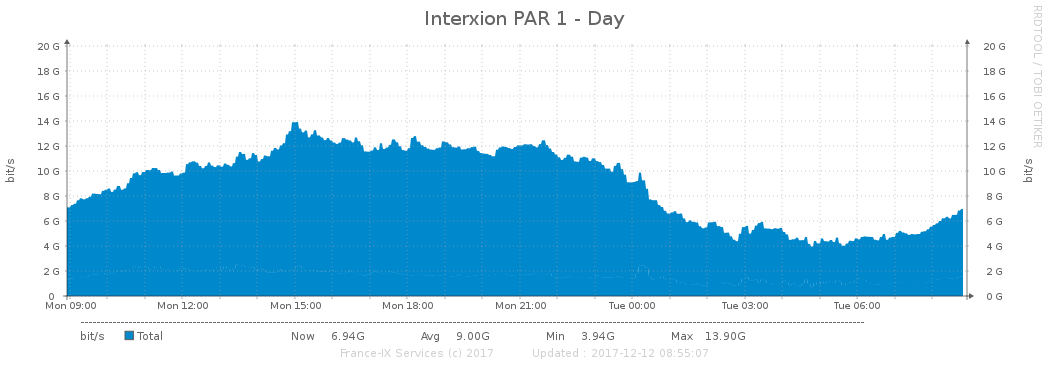 Interxion PAR 1 - Day
RRDTOOL / TOBI OETIKER
bit/s
20 G 20 G
18 G 18 G
16 G 16 G
14 G 14 G
12 G 12 G
10 G 10 G
8 G 8 G
6 G 6 G
4 G 4 G
2 G 2 G
0 0 G
bit/s
Mon 09:00 Mon 12:00 Mon 15:00 Mon 18:00 Mon 21:00 Tue 00:00 Tue 03:00 Tue 06:00
bit/s Total Now 6.94G Avg 9.00G Min 3.94G Max 13.90G
France-IX Services (c) 2017 Updated : 2017-12-12 08:55:07